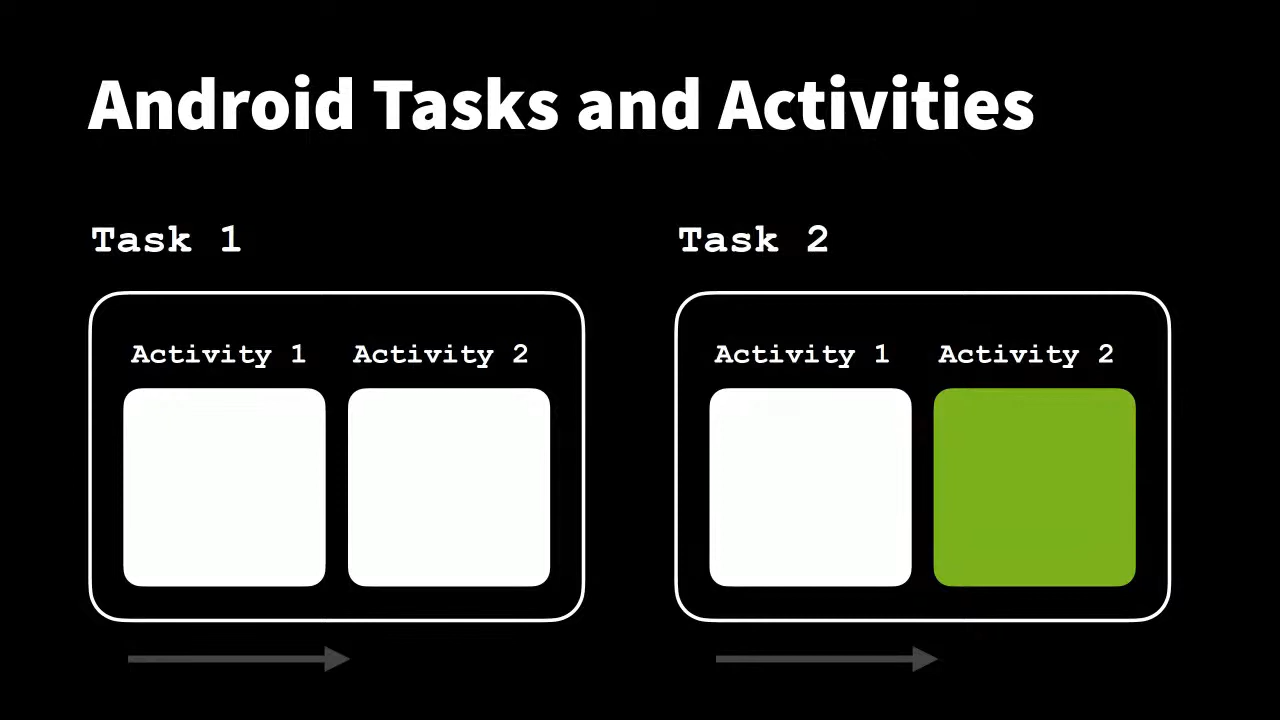 Android Tasks and Activities
Task 1
Activity 1 Activity 2
Task 2
Activity 1 Activity 2